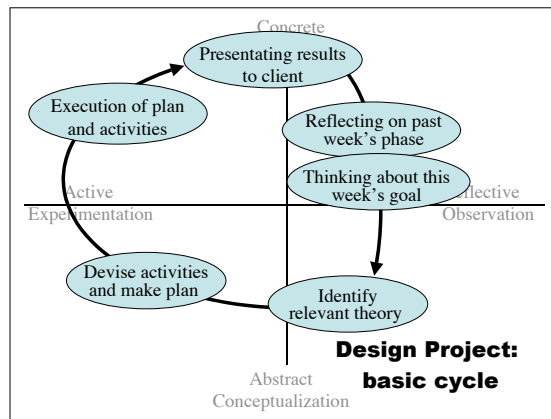 Concrete
Presentating results
to client
Execution of plan
and activities
Reflecting on past
week's phase
Thinking about this
week's goal
Active
Experimentation
Observation
Devise activities
and make plan
Identify
relevant theory
Design Project:
basic cycle
Abstract
Conceptualization